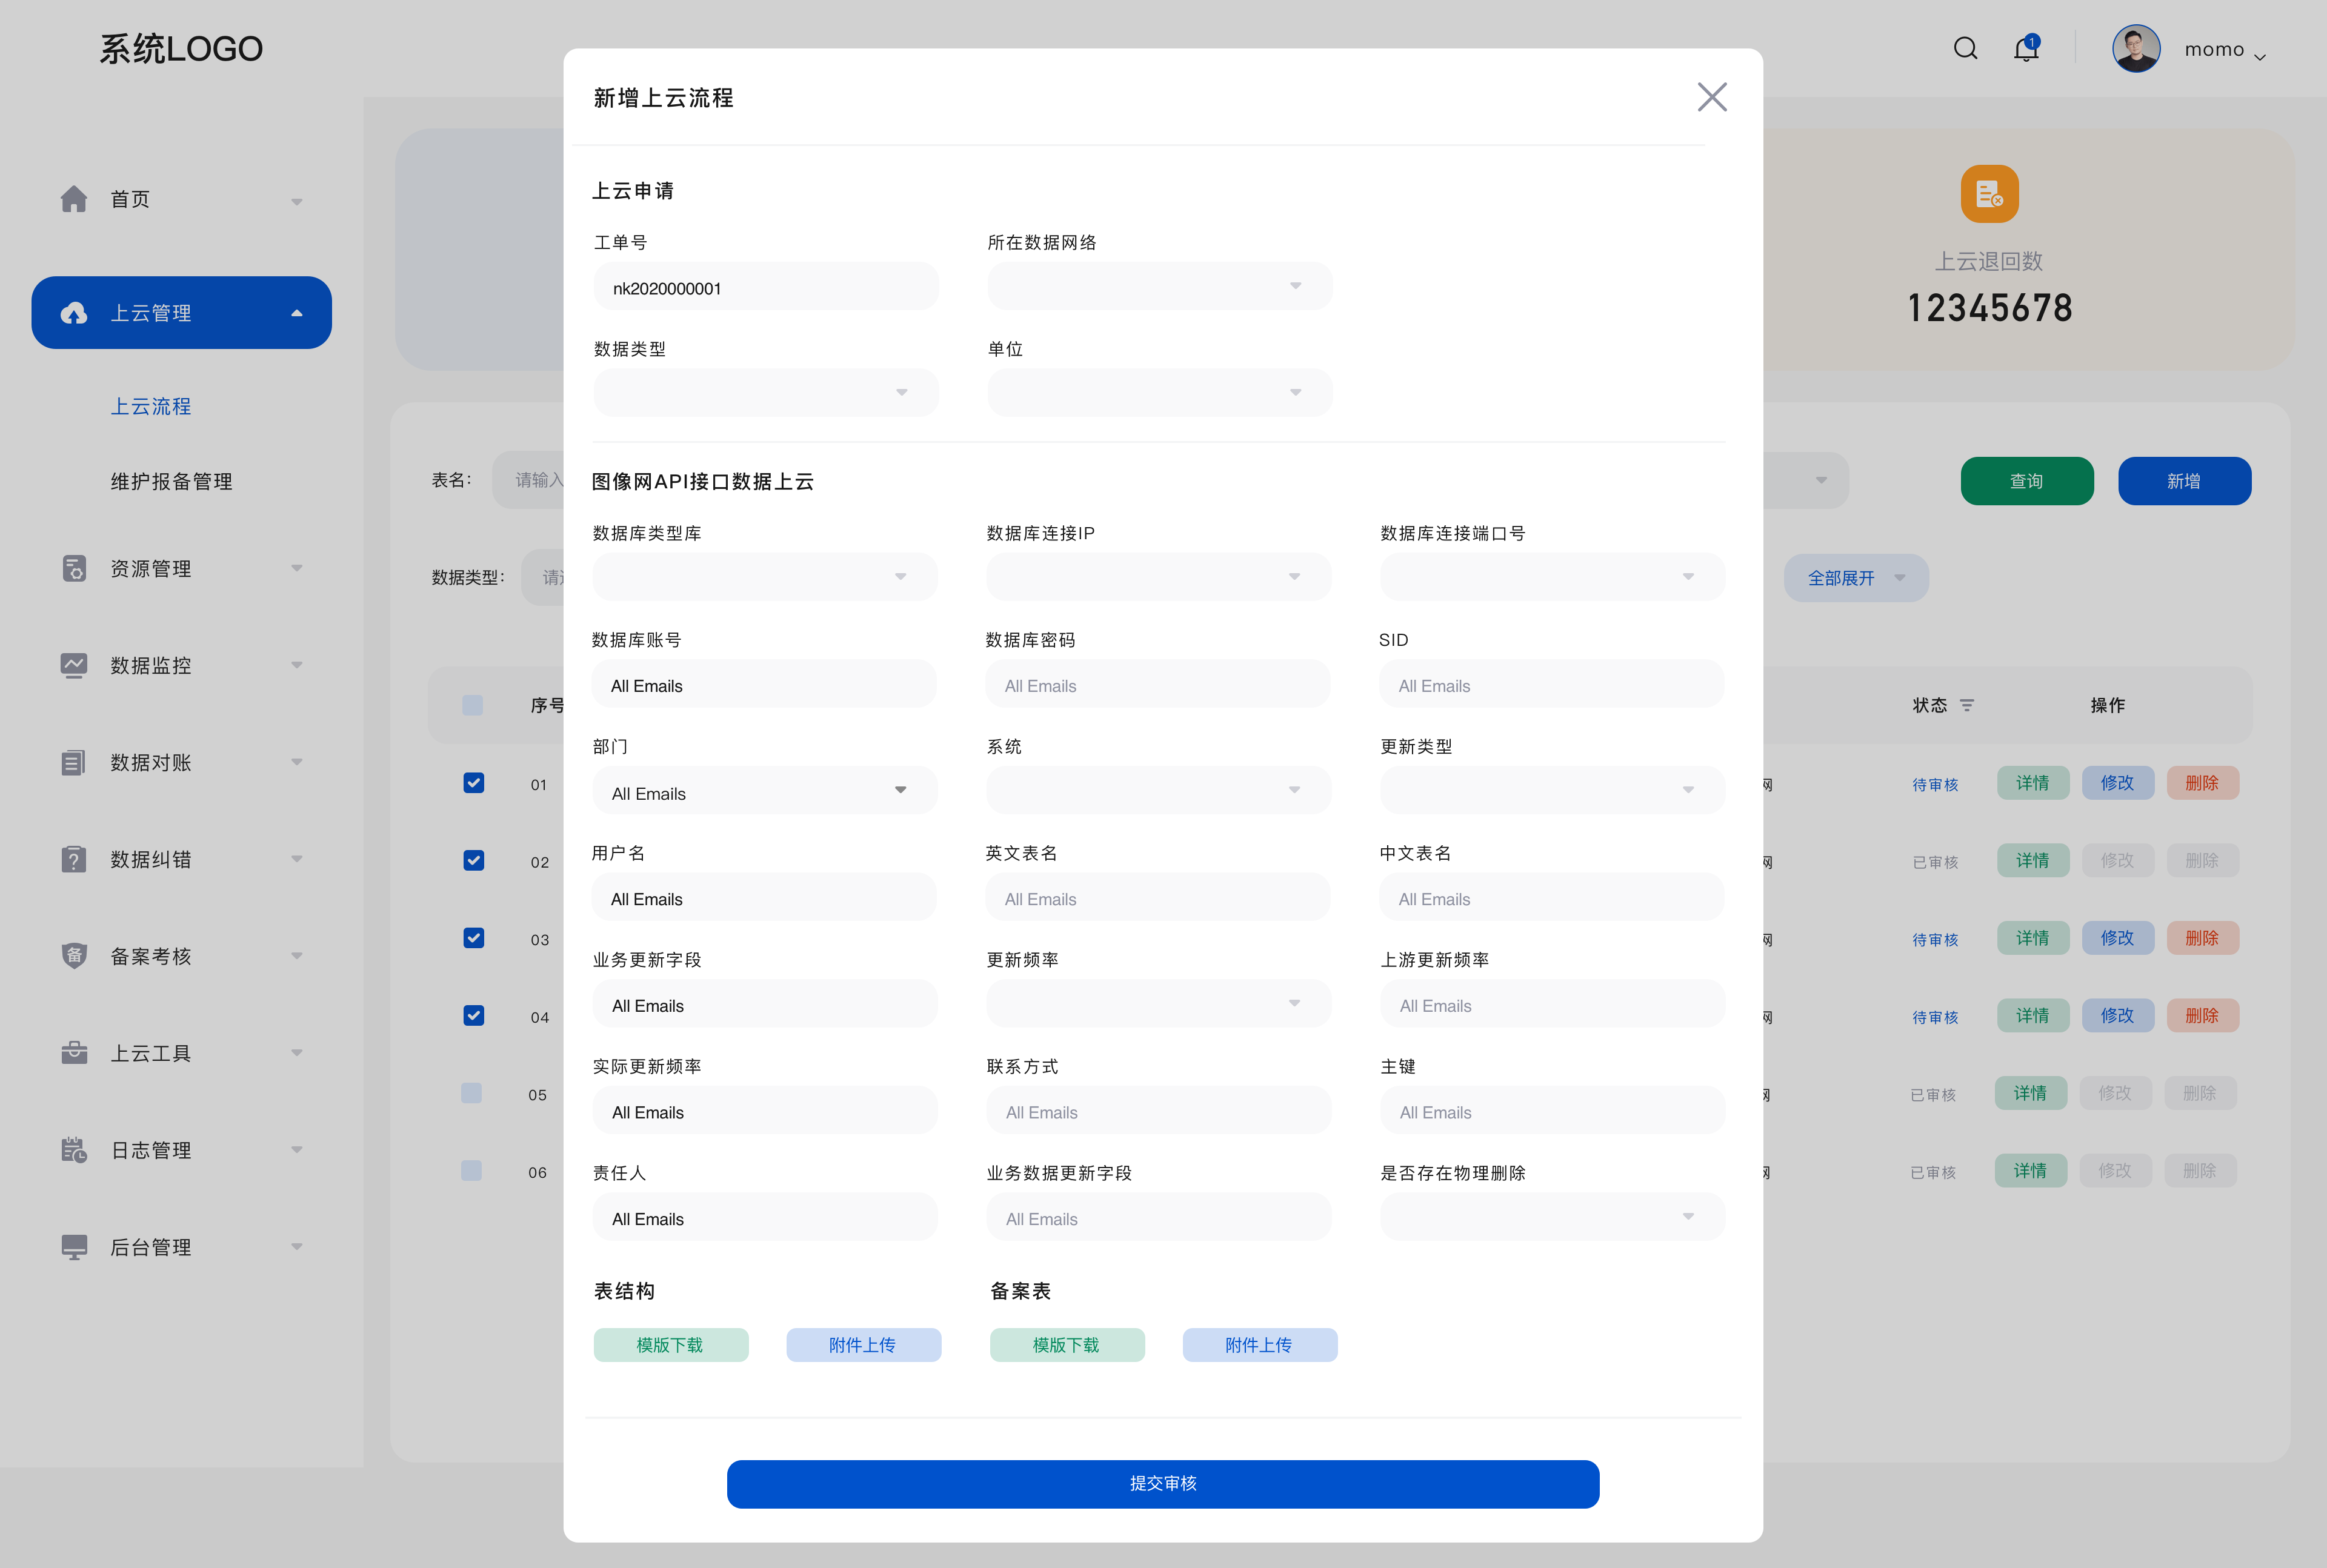 系统LOGO
1
momo
首页
上云管理
上云流程
维护报备管理
资源管理
数据监控
数据对账
数据纠错
备
备案考核
上云工具
日志管理
后台管理
上云退回数
12345678
表名:
请输入
查询
新增
数据类型:
全部展开
序号
状态
操作
01
网
待审核
详情
修改
删除
02
网
已审核
详情
修改
删除
03
网
待审核
详情
修改
删除
04
网
待审核
详情
修改
删除
05
网
已审核
详情
修改
删除
06
网
已审核
详情
修改
删除
新增上云流程
上云申请
工单号
所在数据网络
nk2020000001
数据类型
单位
图像网API接口数据上云
数据库类型库
数据库连接IP
数据库连接端口号
数据库账号
数据库密码
SID
All Emails
All Emails
All Emails
部门
系统
更新类型
All Emails
用户名
英文表名
中文表名
All Emails
All Emails
All Emails
业务更新字段
更新频率
上游更新频率
All Emails
All Emails
实际更新频率
联系方式
主键
All Emails
All Emails
All Emails
责任人
业务数据更新字段
是否存在物理删除
All Emails
All Emails
表结构
备案表
模版下载
附件上传
模版下载
附件上传
提交审核